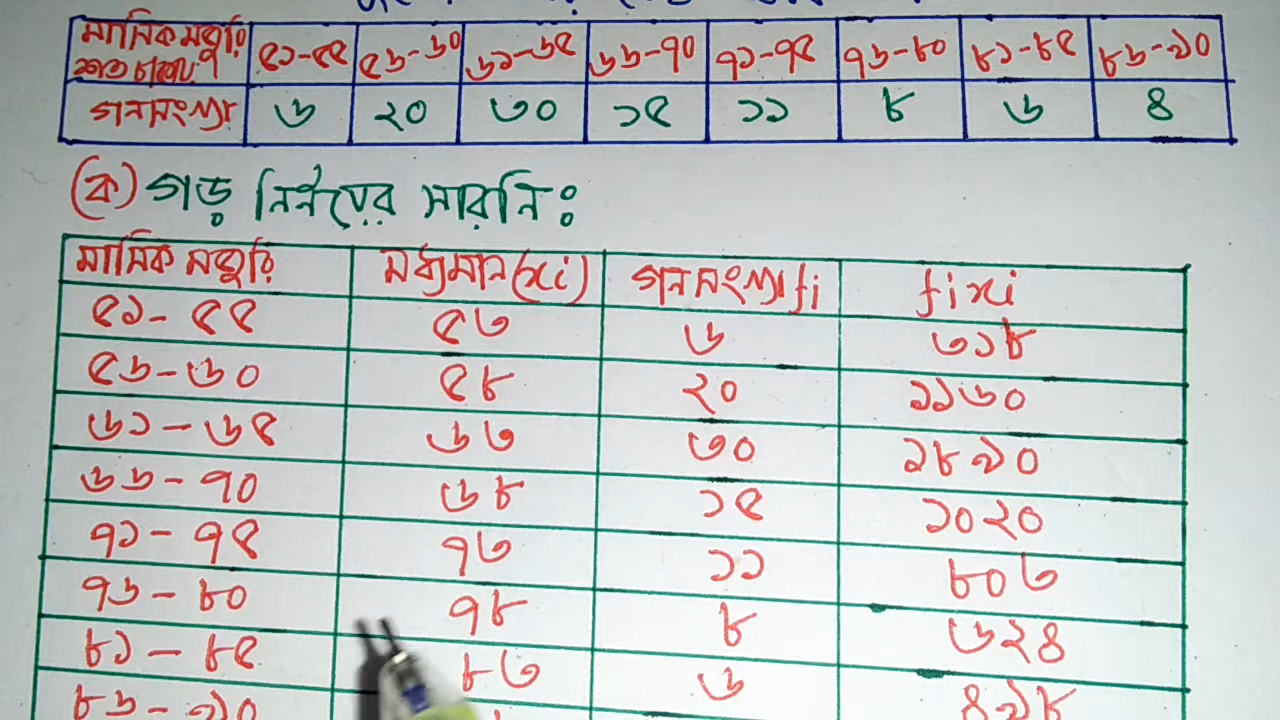 মাসিক মজুরি ৫১-৫৫ ৫৬-৬০ ৬১-৬৫ ৬৬-৭০ ৭১-৭৫ ৭৬-৮০ ৮১-৮৫ ৮৬-৯০
শত টাকায়
গনসংখ্যা ৬ ২০ ৩০ ১৫ ১১ ৮ ৬ ৪
(ক) গড় নির্ণয়ের সারনি:
মাসিক মজুরি মধ্যমান(xi) গনসংখ্যা fi fixi
৫১-৫৫ ৫৩ ৬ ৩১৮
৫৬-৬০ ৫৮ ২০ ১১৬০
৬১-৬৫ ৬৩ ৩০ ১৮৯০
৬৬-৭০ ৬৮ ১৫ ১০২০
৭১-৭৫ ৭৩ ১১ ৮০৩
৭৬-৮০ ৭৮ ৮ ৬২৪
৮১-৮৫ ৮৩ ৬ ৪৯৮
৮৬-৯০